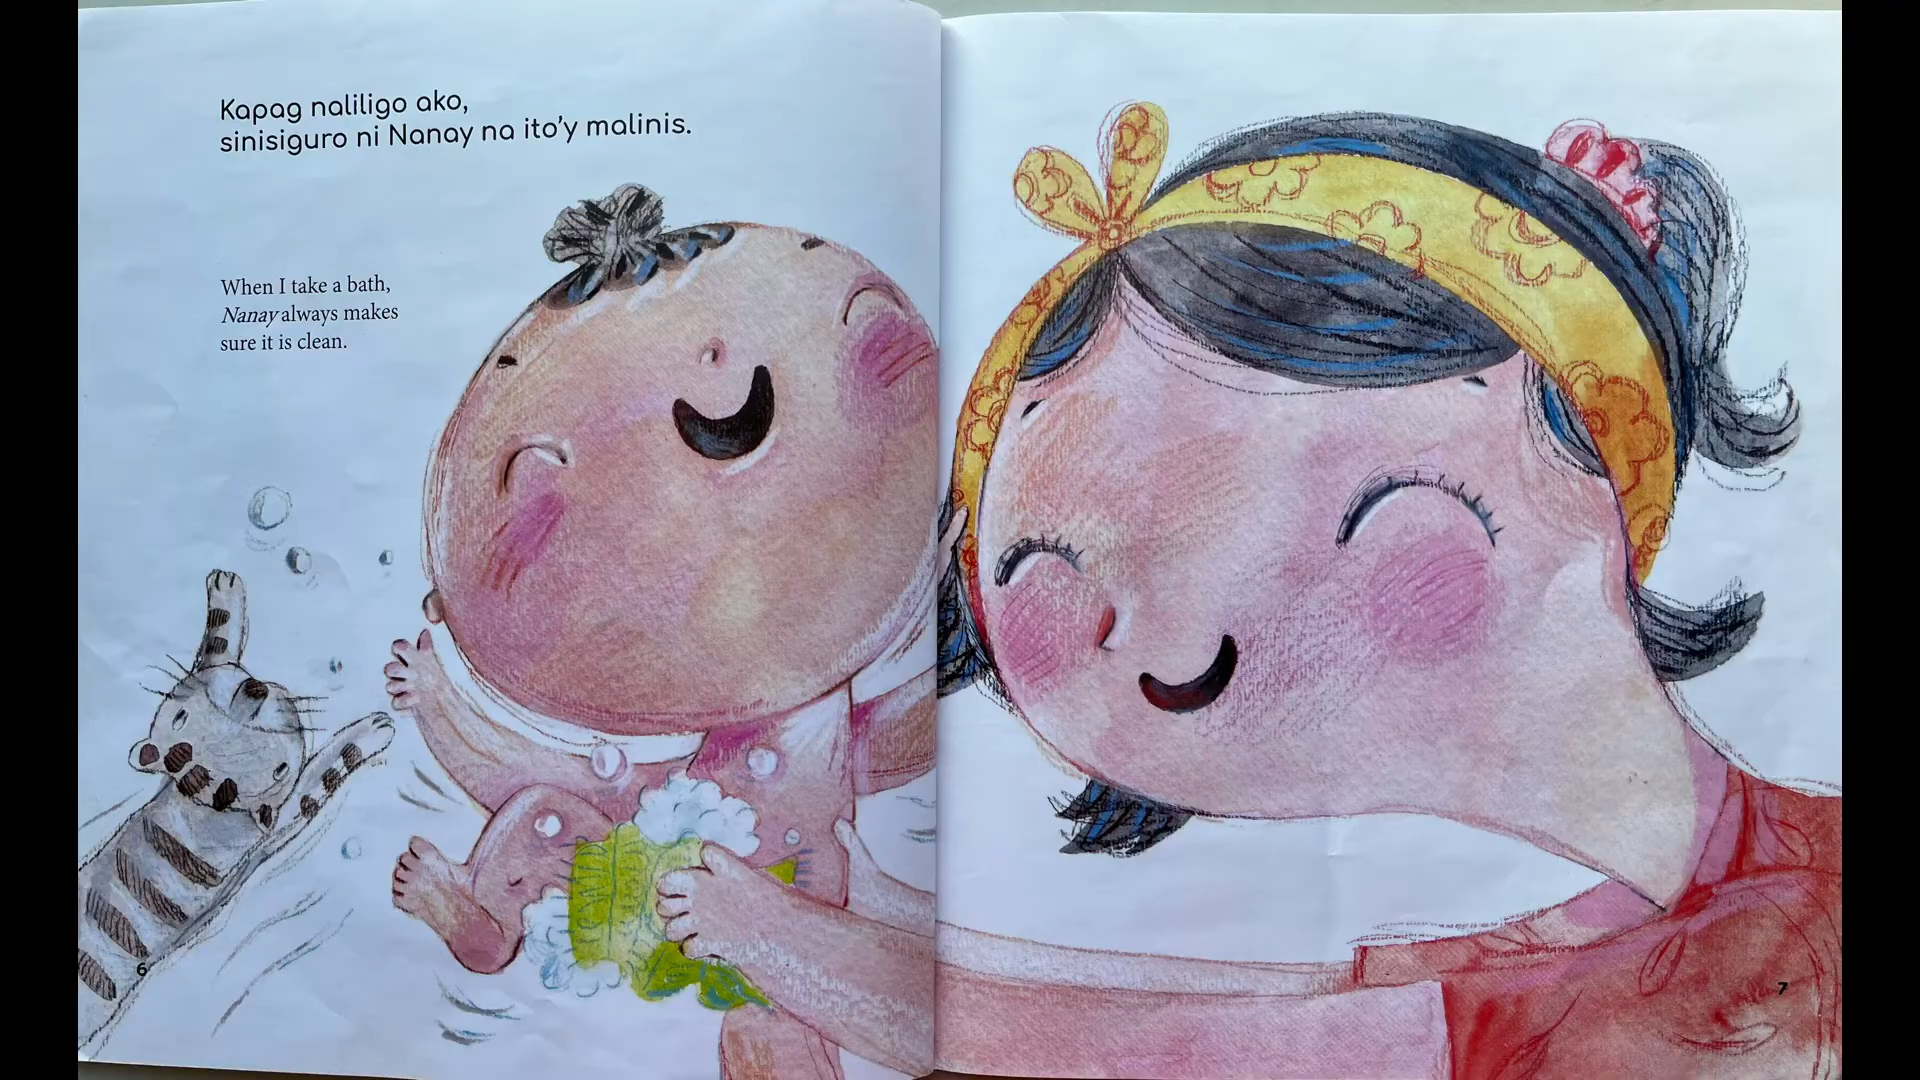 Kapag naliligo ako,
sinisiguro ni Nanay na ito'y malinis.
When I take a bath,
Nanay always makes
sure it is clean.
6
7